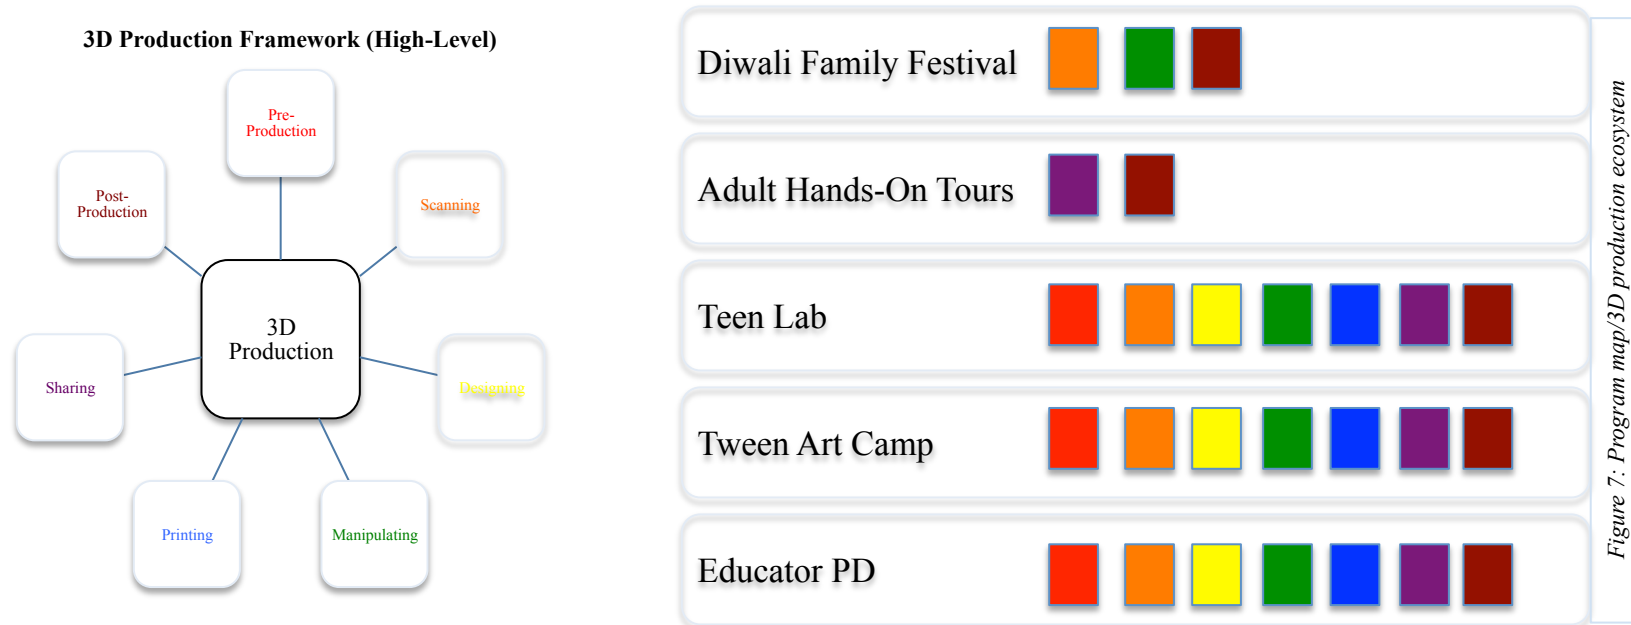 3D Production Framework (High-Level)
Pre-
Production
Scanning
Designing
Manipulating
Printing
Sharing
Post-
Production
3D
Production
Diwali Family Festival
Adult Hands-On Tours
Teen Lab
Tween Art Camp
Educator PD
Figure 7: Program map/3D production ecosystem